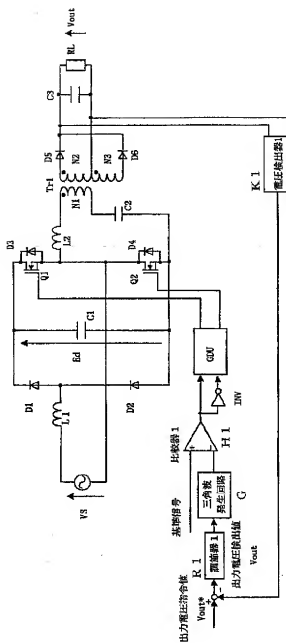 Vout
RL
C3
D5
N2
N3
D6
Tr1
N1
C2
L2
D3
Q1
D4
Q2
C1
Ed
D1
D2
L1
VS
K1
電圧検出器1
GDU
INV
比較器1
H1
基準信号
三角波
発生回路
G
R1
調節器1
出力電圧指令値
Vout*
出力電圧検出値
Vout